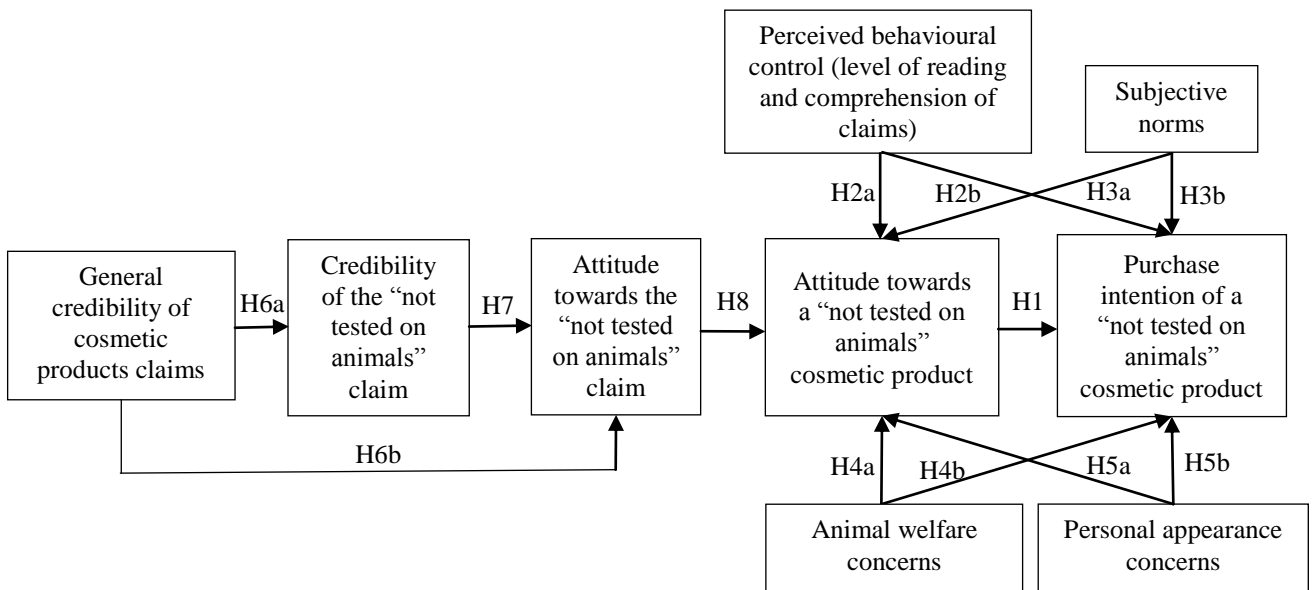 Perceived behavioural
control (level of reading
and comprehension of
claims)
Subjective
norms
H2a
H2b
H3a
H3b
General
credibility of
cosmetic
products claims
H6a
Credibility
of the “not
tested on
animals”
claim
H7
Attitude
towards the
“not tested
on animals”
claim
H8
Attitude towards
a “not tested on
animals”
cosmetic product
H1
Purchase
intention of a
“not tested on
animals”
cosmetic product
H6b
H4a
H4b
H5a
H5b
Animal welfare
concerns
Personal appearance
concerns